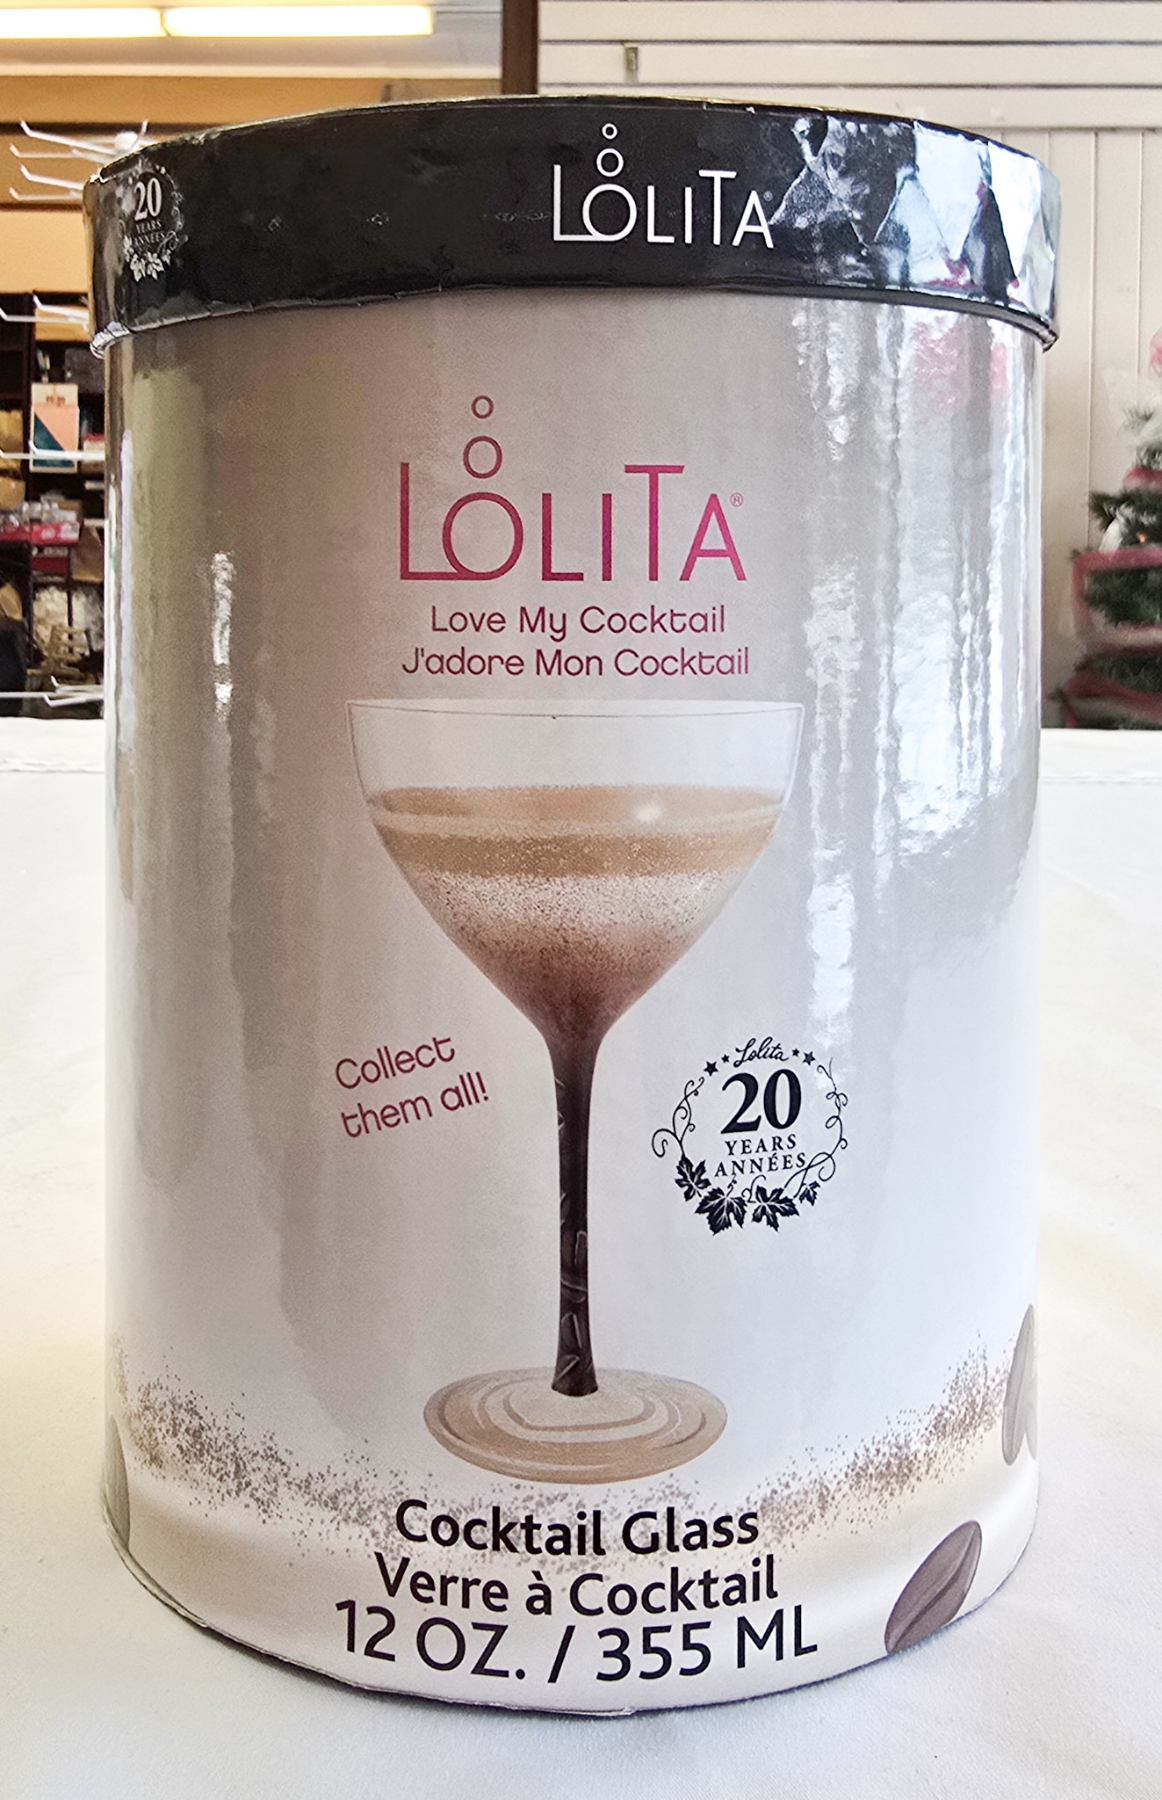 LOLITA®
20
YEARS
ANNÉES
LOLITA®
Love My Cocktail
J'adore Mon Cocktail
Collect
them all!
Lolita
20
YEARS
ANNÉES
Cocktail Glass
Verre à Cocktail
12 OZ. / 355 ML